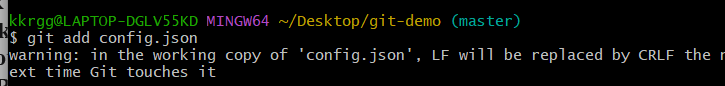 kkrgg@LAPTOP-DGLV55KD MINGW64 ~/Desktop/git-demo (master)
$ git add config.json
warning: in the working copy of 'config.json', LF will be replaced by CRLF the n
ext time Git touches it